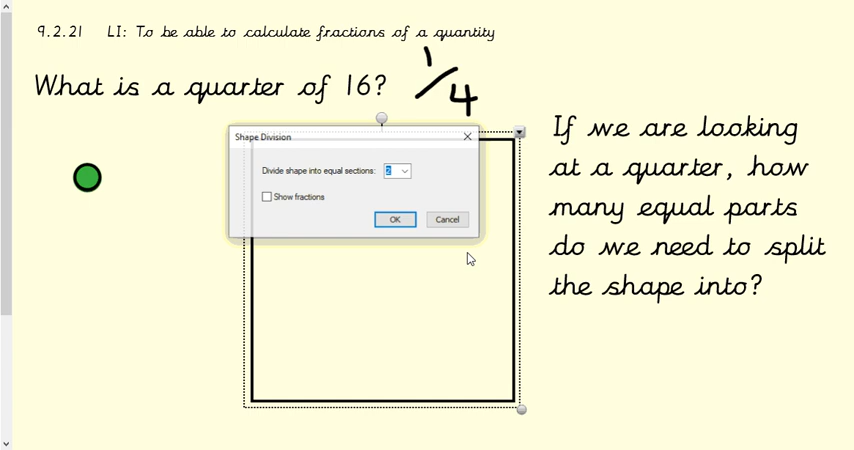 9.2.21 LI: To be able to calculate fractions of a quantity
What is a quarter of 16? 1/4
Shape Division
Divide shape into equal sections: 2
Show fractions
OK Cancel
If we are looking
at a quarter, how
many equal parts
do we need to split
the shape into?